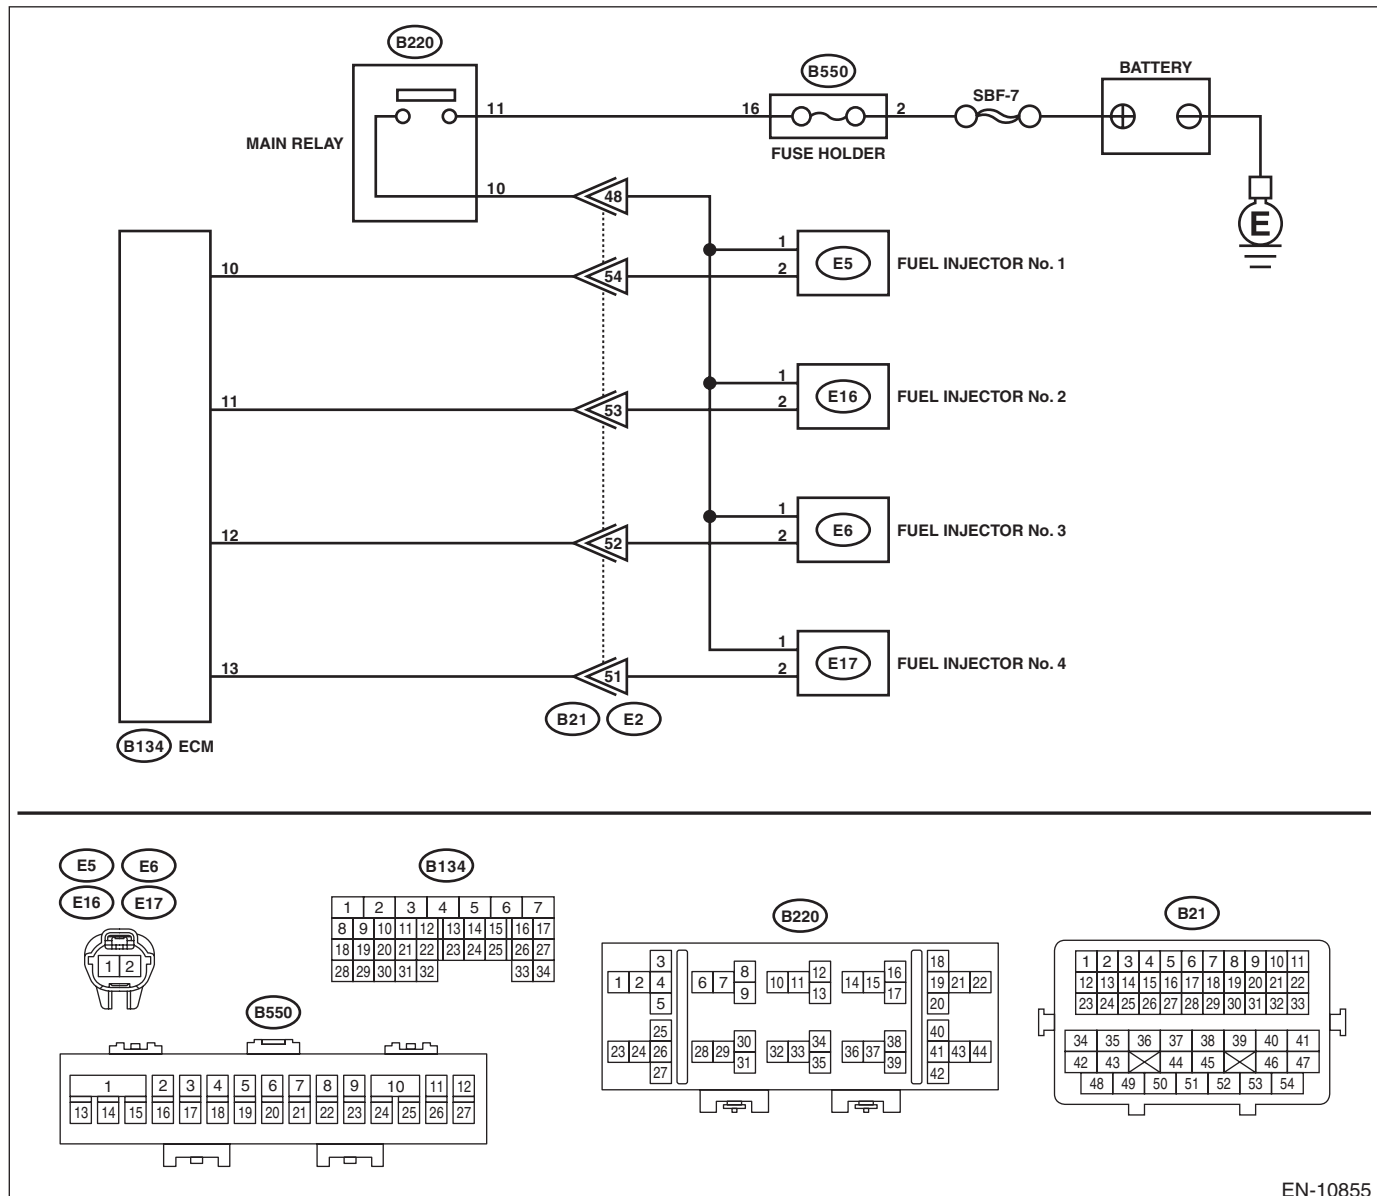 B220
B550
BATTERY
SBF-7
11
16
2
MAIN RELAY
FUSE HOLDER
10
48
E
1
E5
FUEL INJECTOR No. 1
10
54
2
1
E16
FUEL INJECTOR No. 2
11
53
2
1
E6
FUEL INJECTOR No. 3
12
52
2
1
E17
FUEL INJECTOR No. 4
13
51
2
B21 E2
B134 ECM
E5 E6
E16 E17
1 2
B134
1 2 3 4 5 6 7
8 9 10 11 12 13 14 15 16 17
18 19 20 21 22 23 24 25 26 27
28 29 30 31 32 33 34
B550
1 2 3 4 5 6 7 8 9 10 11 12
13 14 15 16 17 18 19 20 21 22 23 24 25 26 27
B220
3 8 12 16 18
1 2 4 6 7 10 11 14 15 19 21 22
5 9 13 17 20
25 30 34 38 40
23 24 26 28 29 32 33 36 37 41 43 44
27 31 35 39 42
B21
1 2 3 4 5 6 7 8 9 10 11
12 13 14 15 16 17 18 19 20 21 22
23 24 25 26 27 28 29 30 31 32 33
34 35 36 37 38 39 40 41
42 43 44 45 46 47
48 49 50 51 52 53 54
EN-10855